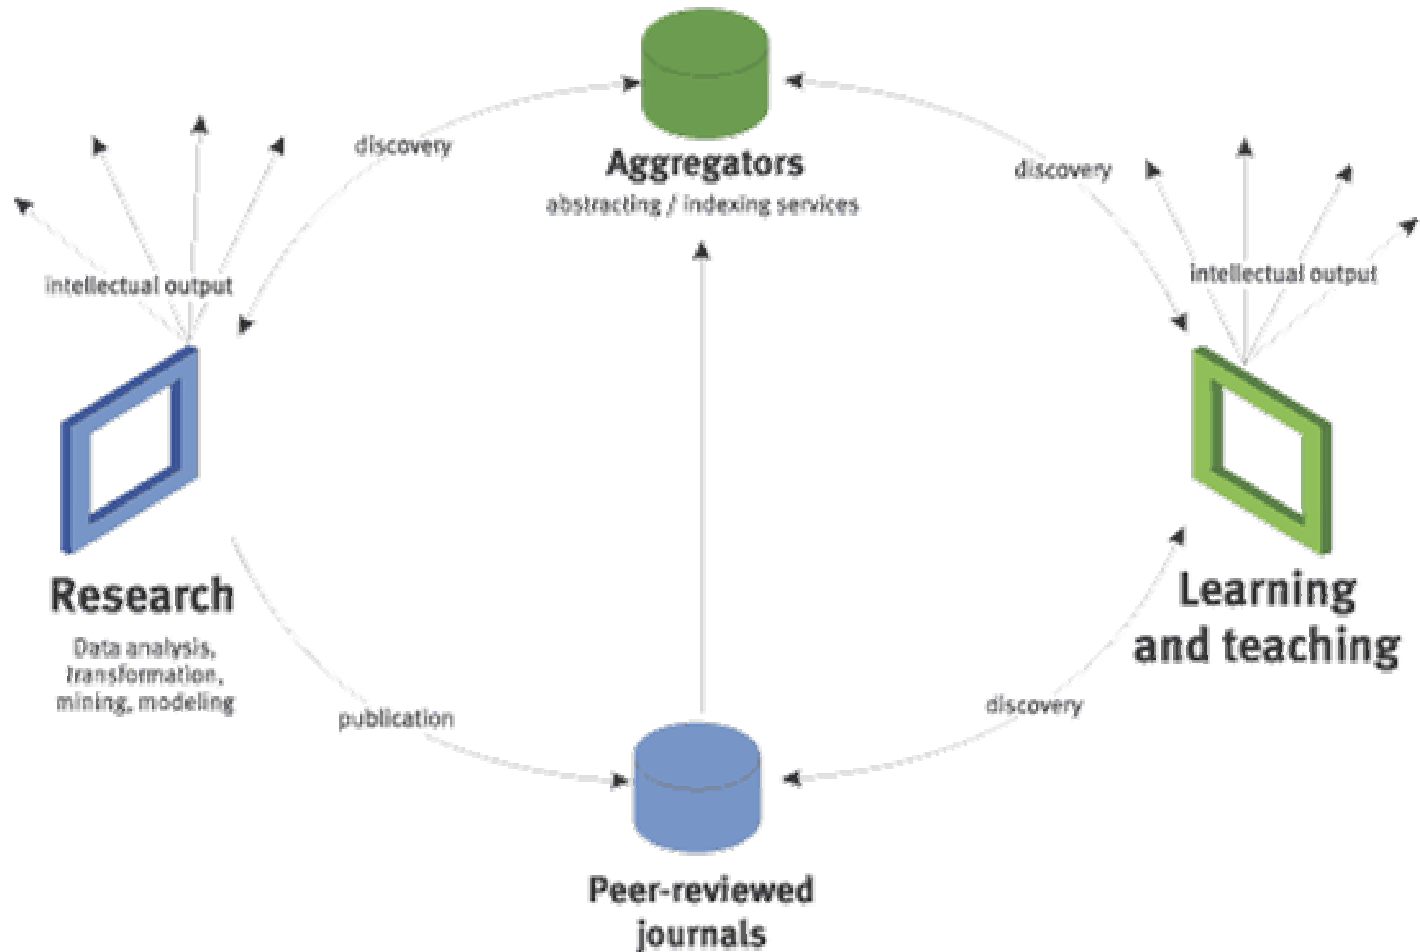 discovery
Aggregators
abstracting / indexing services
discovery
intellectual output
intellectual output
Research
Data analysis,
transformation,
mining, modeling
Learning
and teaching
publication
discovery
Peer-reviewed
journals